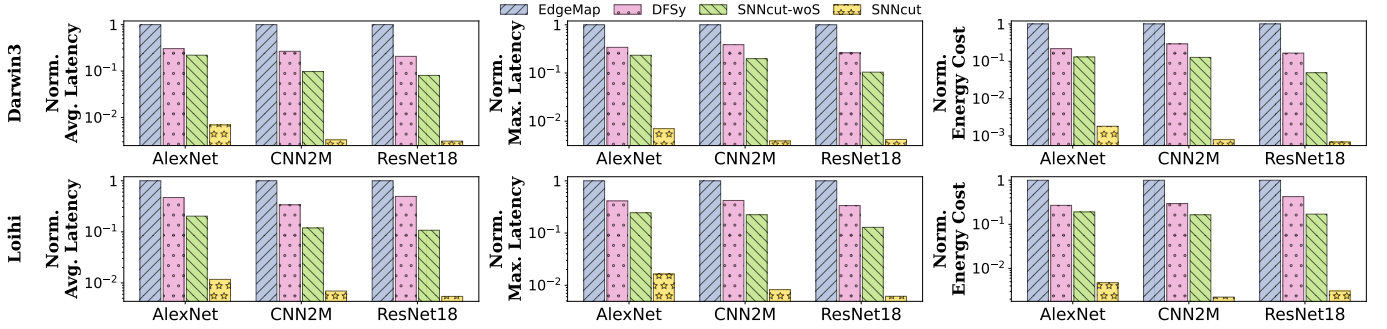 EdgeMap DFSy SNNcut-woS SNNcut
Darwin3
Norm.
Avg. Latency
1
10⁻¹
10⁻²
AlexNet CNN2M ResNet18
Norm.
Max. Latency
1
10⁻¹
10⁻²
AlexNet CNN2M ResNet18
Norm.
Energy Cost
1
10⁻¹
10⁻²
10⁻³
AlexNet CNN2M ResNet18
Loihi
Norm.
Avg. Latency
1
10⁻¹
10⁻²
AlexNet CNN2M ResNet18
Norm.
Max. Latency
1
10⁻¹
10⁻²
AlexNet CNN2M ResNet18
Norm.
Energy Cost
1
10⁻¹
10⁻²
AlexNet CNN2M ResNet18